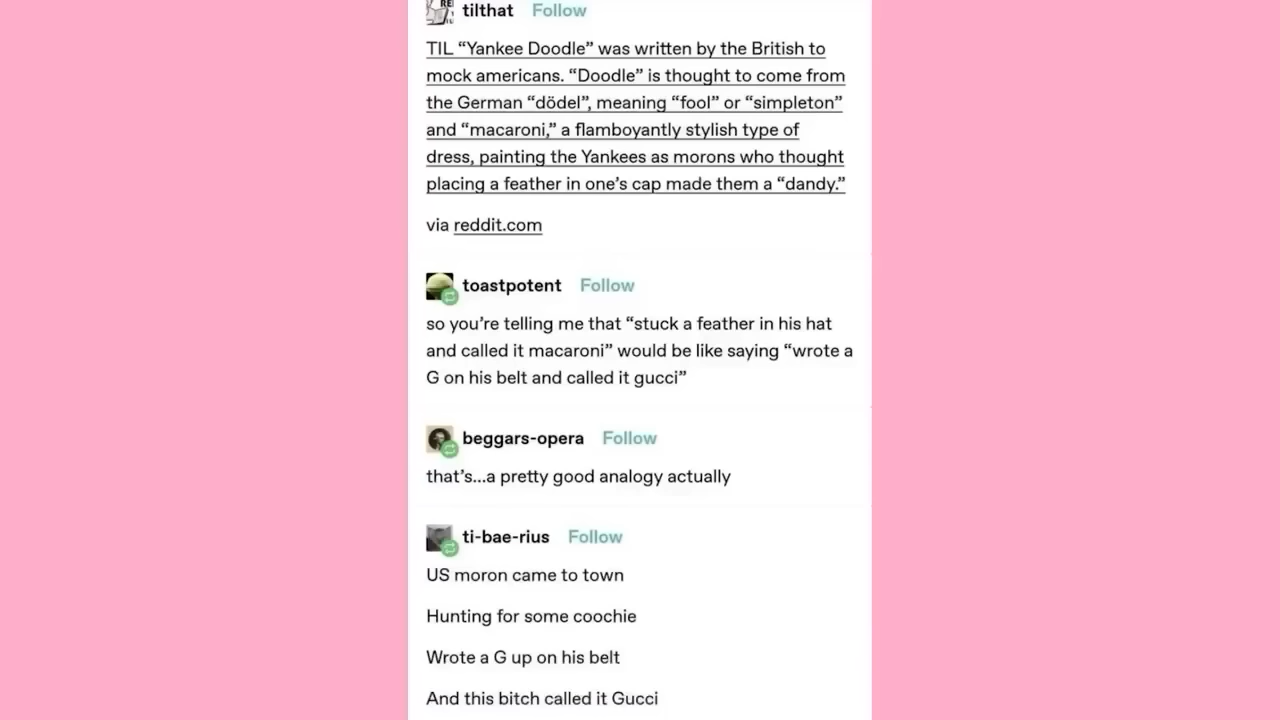 tilthat Follow
TIL “Yankee Doodle” was written by the British to
mock americans. “Doodle” is thought to come from
the German “dödel”, meaning “fool” or “simpleton”
and “macaroni,” a flamboyantly stylish type of
dress, painting the Yankees as morons who thought
placing a feather in one’s cap made them a “dandy.”
via reddit.com
toastpotent Follow
so you’re telling me that “stuck a feather in his hat
and called it macaroni” would be like saying “wrote a
G on his belt and called it gucci”
beggars-opera Follow
that’s...a pretty good analogy actually
ti-bae-rius Follow
US moron came to town
Hunting for some coochie
Wrote a G up on his belt
And this bitch called it Gucci